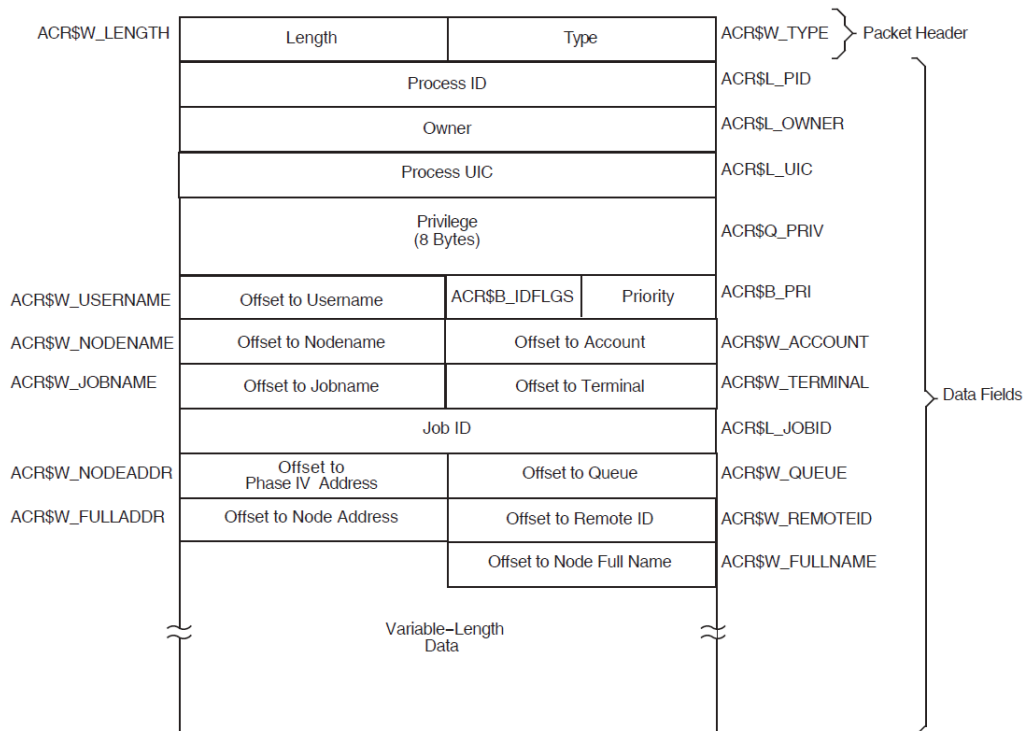 ACR$W_LENGTH
Length
Type
ACR$W_TYPE
Packet Header
Process ID
ACR$L_PID
Owner
ACR$L_OWNER
Process UIC
ACR$L_UIC
Privilege
(8 Bytes)
ACR$Q_PRIV
ACR$W_USERNAME
Offset to Username
ACR$B_IDFLGS
Priority
ACR$B_PRI
ACR$W_NODENAME
Offset to Nodename
Offset to Account
ACR$W_ACCOUNT
ACR$W_JOBNAME
Offset to Jobname
Offset to Terminal
ACR$W_TERMINAL
Data Fields
Job ID
ACR$L_JOBID
ACR$W_NODEADDR
Offset to
Phase IV Address
Offset to Queue
ACR$W_QUEUE
ACR$W_FULLADDR
Offset to Node Address
Offset to Remote ID
ACR$W_REMOTEID
Offset to Node Full Name
ACR$W_FULLNAME
Variable–Length
Data